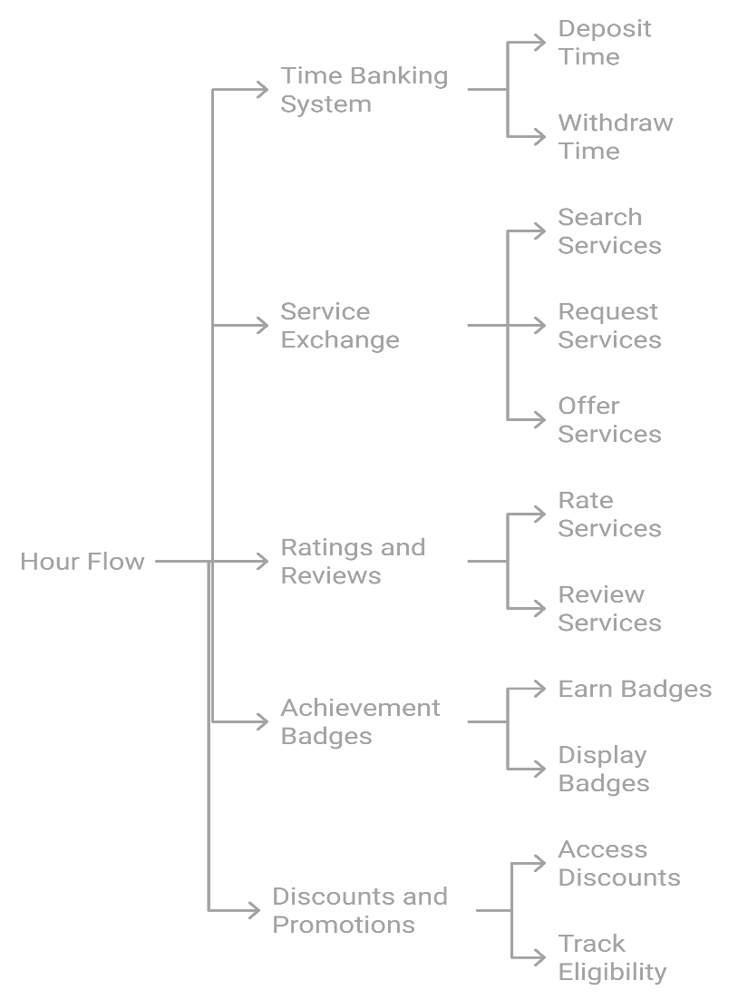 Hour Flow
Time Banking
System
Deposit
Time
Withdraw
Time
Service
Exchange
Search
Services
Request
Services
Offer
Services
Ratings and
Reviews
Rate
Services
Review
Services
Achievement
Badges
Earn Badges
Display
Badges
Discounts and
Promotions
Access
Discounts
Track
Eligibility